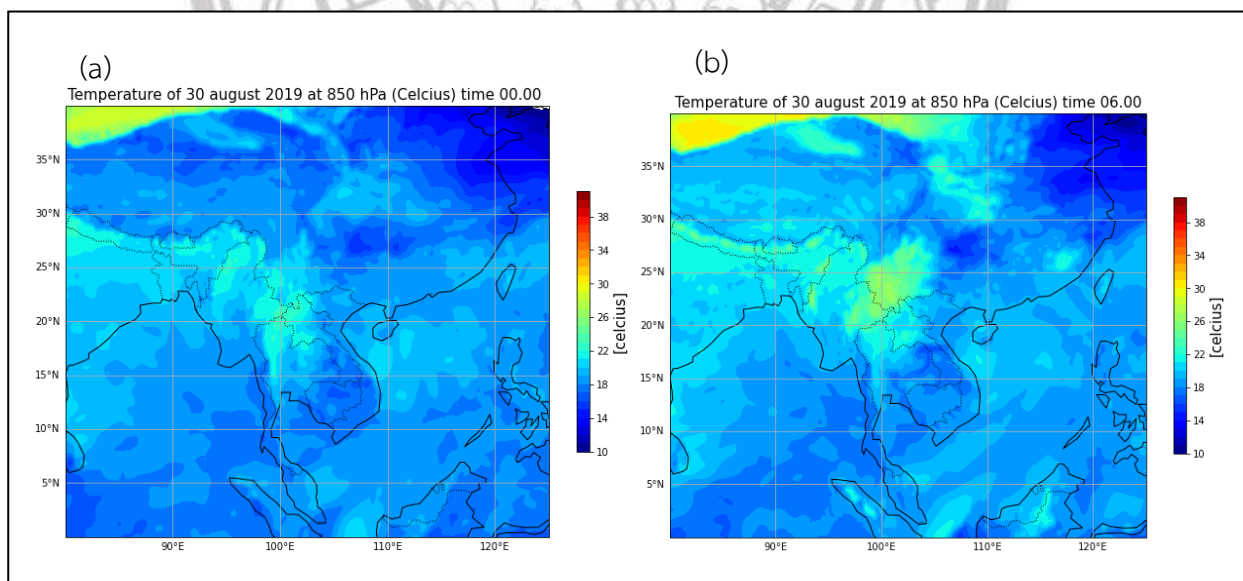 (a)
Temperature of 30 august 2019 at 850 hPa (Celcius) time 00.00
35°N
30°N
25°N
20°N
15°N
10°N
5°N
90°E
100°E
110°E
120°E
38
34
30
26
22
18
14
10
[celcius]
(b)
Temperature of 30 august 2019 at 850 hPa (Celcius) time 06.00
35°N
30°N
25°N
20°N
15°N
10°N
5°N
90°E
100°E
110°E
120°E
38
34
30
26
22
18
14
10
[celcius]